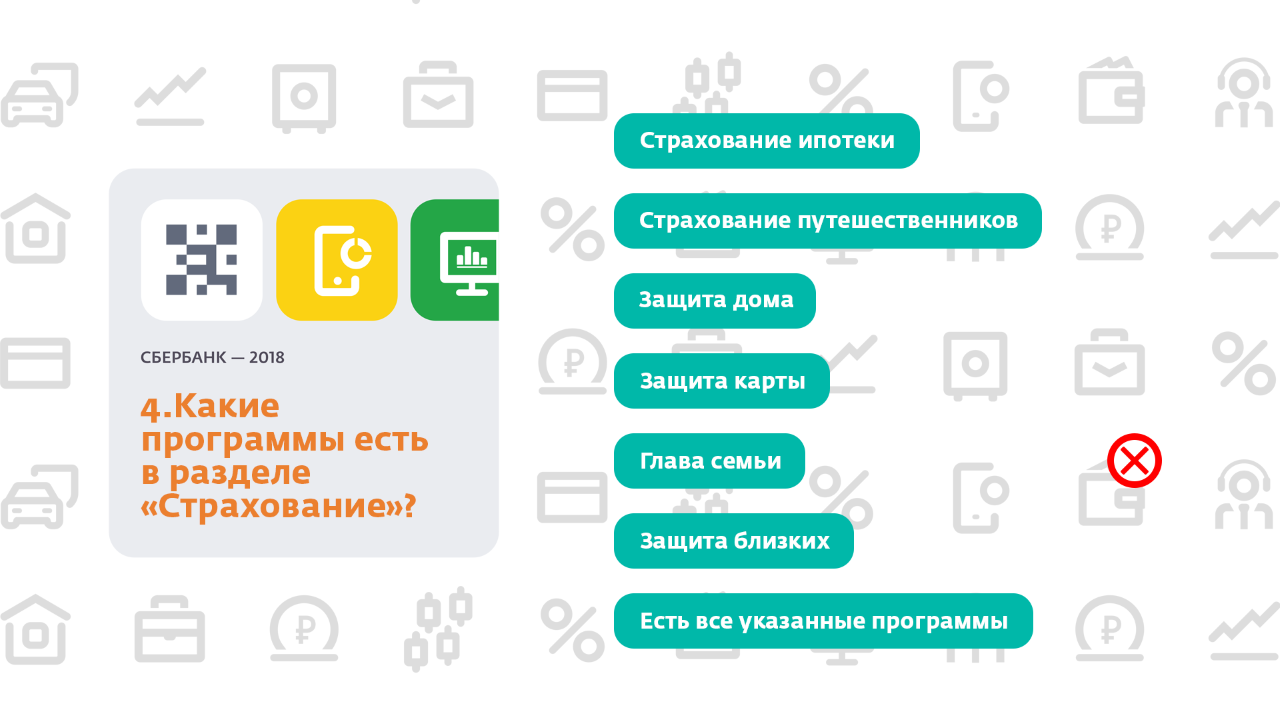 СБЕРБАНК — 2018
4.Какие
программы есть
в разделе
«Страхование»?
Страхование ипотеки
Страхование путешественников
Защита дома
Защита карты
Глава семьи
Защита близких
Есть все указанные программы